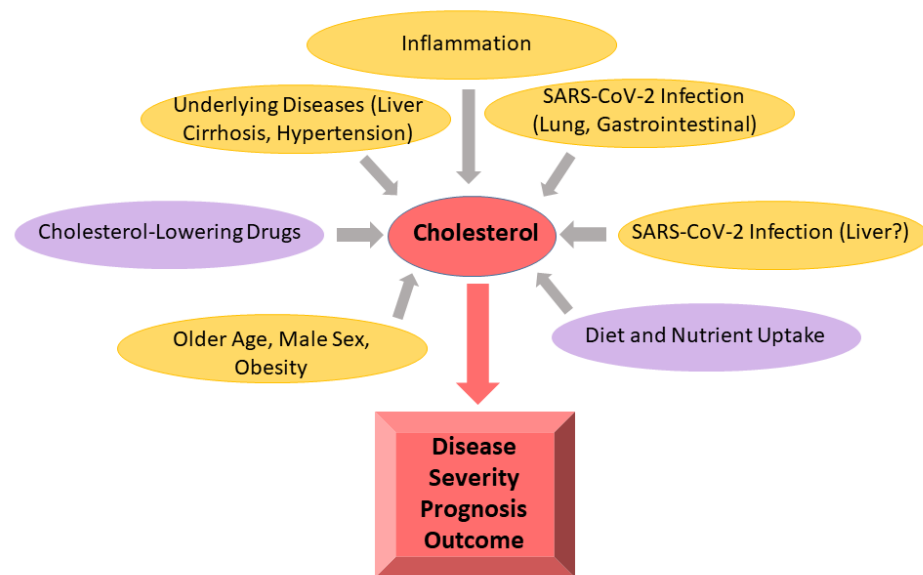 Inflammation
Underlying Diseases (Liver
Cirrhosis, Hypertension)
SARS-CoV-2 Infection
(Lung, Gastrointestinal)
Cholesterol-Lowering Drugs
Cholesterol
SARS-CoV-2 Infection (Liver?)
Older Age, Male Sex,
Obesity
Diet and Nutrient Uptake
Disease
Severity
Prognosis
Outcome